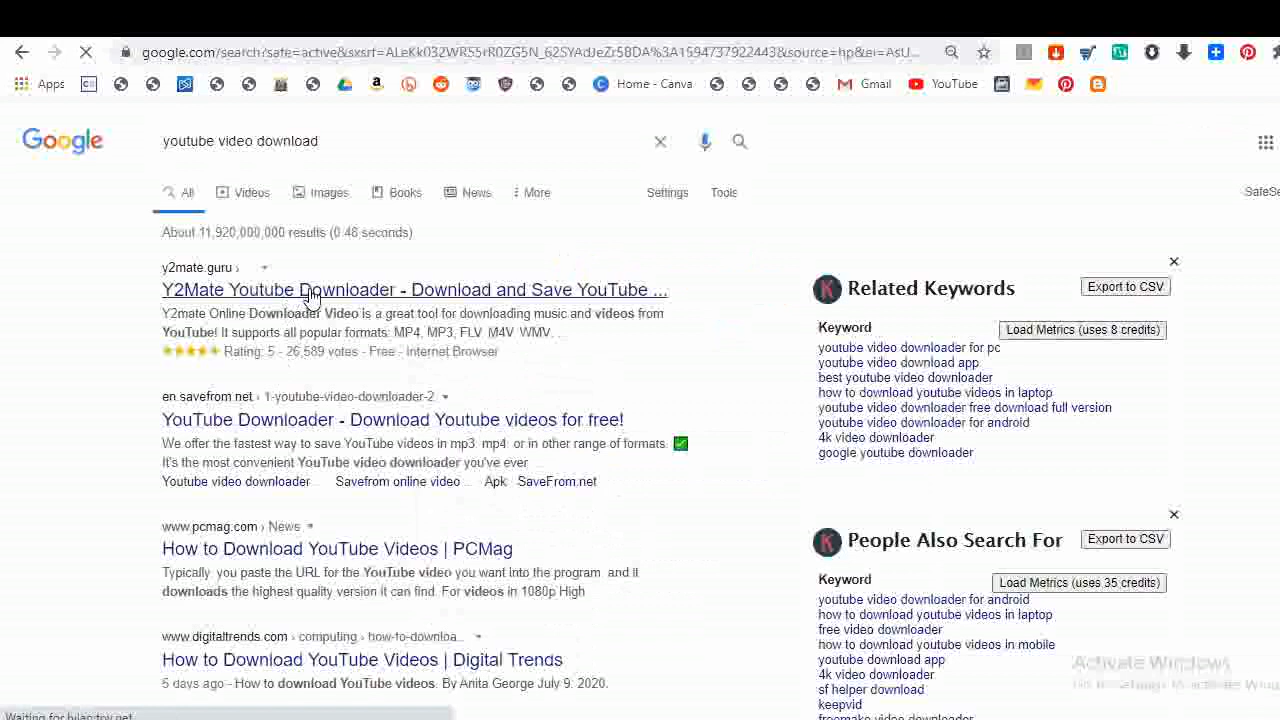 google.com/search?safe=active&sxsrf=ALeKk032WRS5rR0ZG5N_62SYAdJeZr5BDA%3A1594737922443&source=hp&ei=AsU...
Apps
Home - Canva
Gmail
YouTube
Google
youtube video download
All Videos Images Books News More Settings Tools
SafeSe
About 11,920,000,000 results (0.48 seconds)
y2mate.guru ›
Y2Mate Youtube Downloader - Download and Save YouTube ...
Y2mate Online Downloader Video is a great tool for downloading music and videos from
YouTube! It supports all popular formats: MP4, MP3, FLV, M4V, WMV, ...
Rating: 5 - 26,589 votes - Free - Internet Browser
en.savefrom.net › 1-youtube-video-downloader-2
YouTube Downloader - Download Youtube videos for free!
We offer the fastest way to save YouTube videos in mp3, mp4, or in other range of formats. ✅
It's the most convenient YouTube video downloader you've ever ...
Youtube video downloader ... Savefrom online video ... Apk SaveFrom.net
www.pcmag.com › News
How to Download YouTube Videos | PCMag
Typically, you paste the URL for the YouTube video you want into the program, and it
downloads the highest quality version it can find. For videos in 1080p High ...
www.digitaltrends.com › computing › how-to-downloa...
How to Download YouTube Videos | Digital Trends
5 days ago - How to download YouTube videos. By Anita George July 9, 2020.
Related Keywords Export to CSV
Keyword Load Metrics (uses 8 credits)
youtube video downloader for pc
youtube video download app
best youtube video downloader
how to download youtube videos in laptop
youtube video downloader free download full version
youtube video downloader for android
4k video downloader
google youtube downloader
People Also Search For Export to CSV
Keyword Load Metrics (uses 35 credits)
youtube video downloader for android
how to download youtube videos in laptop
free video downloader
how to download youtube videos in mobile
youtube download app
4k video downloader
sf helper download
keepvid
freemake video downloader
Activate Windows